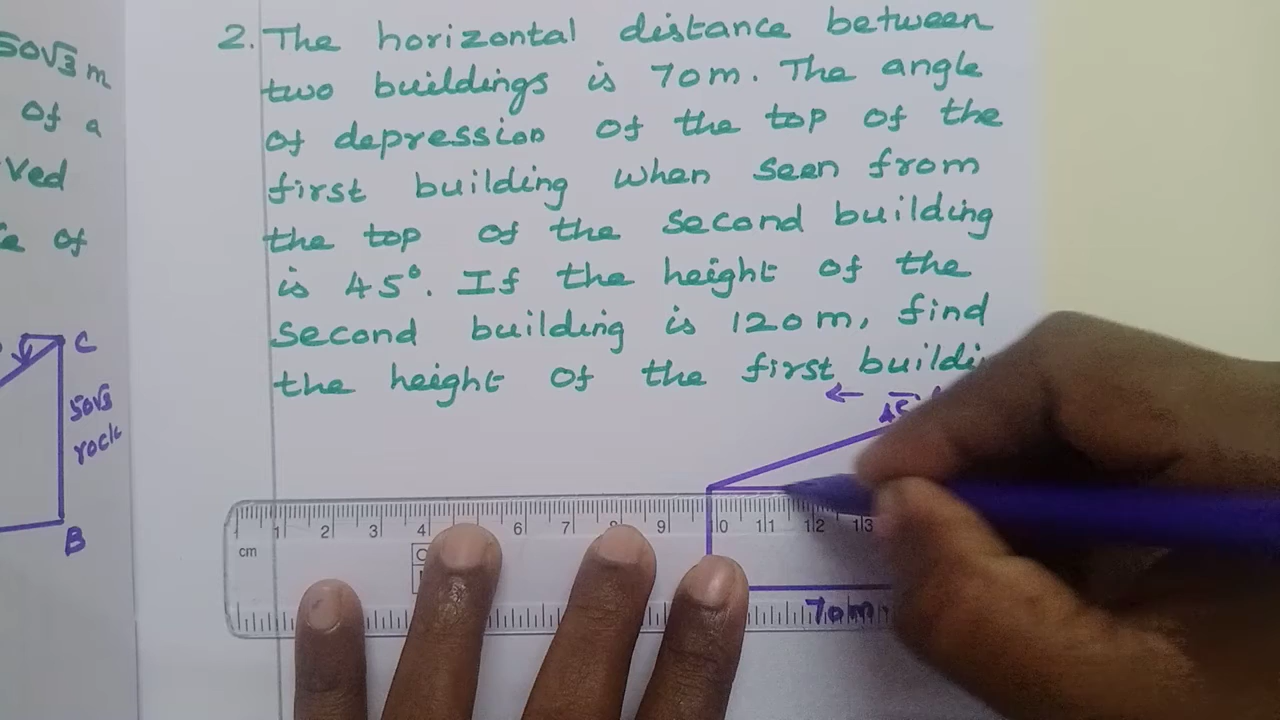 50√3 m
of a
ved
of
C
50√3
rock
B
2. The horizontal distance between
two buildings is 70m. The angle
of depression of the top of the
first building when seen from
the top of the second building
is 45°. If the height of the
second building is 120m, find
the height of the first buildi
45
cm 1 2 3 4 6 7 8 9 10 11 12 13
70m